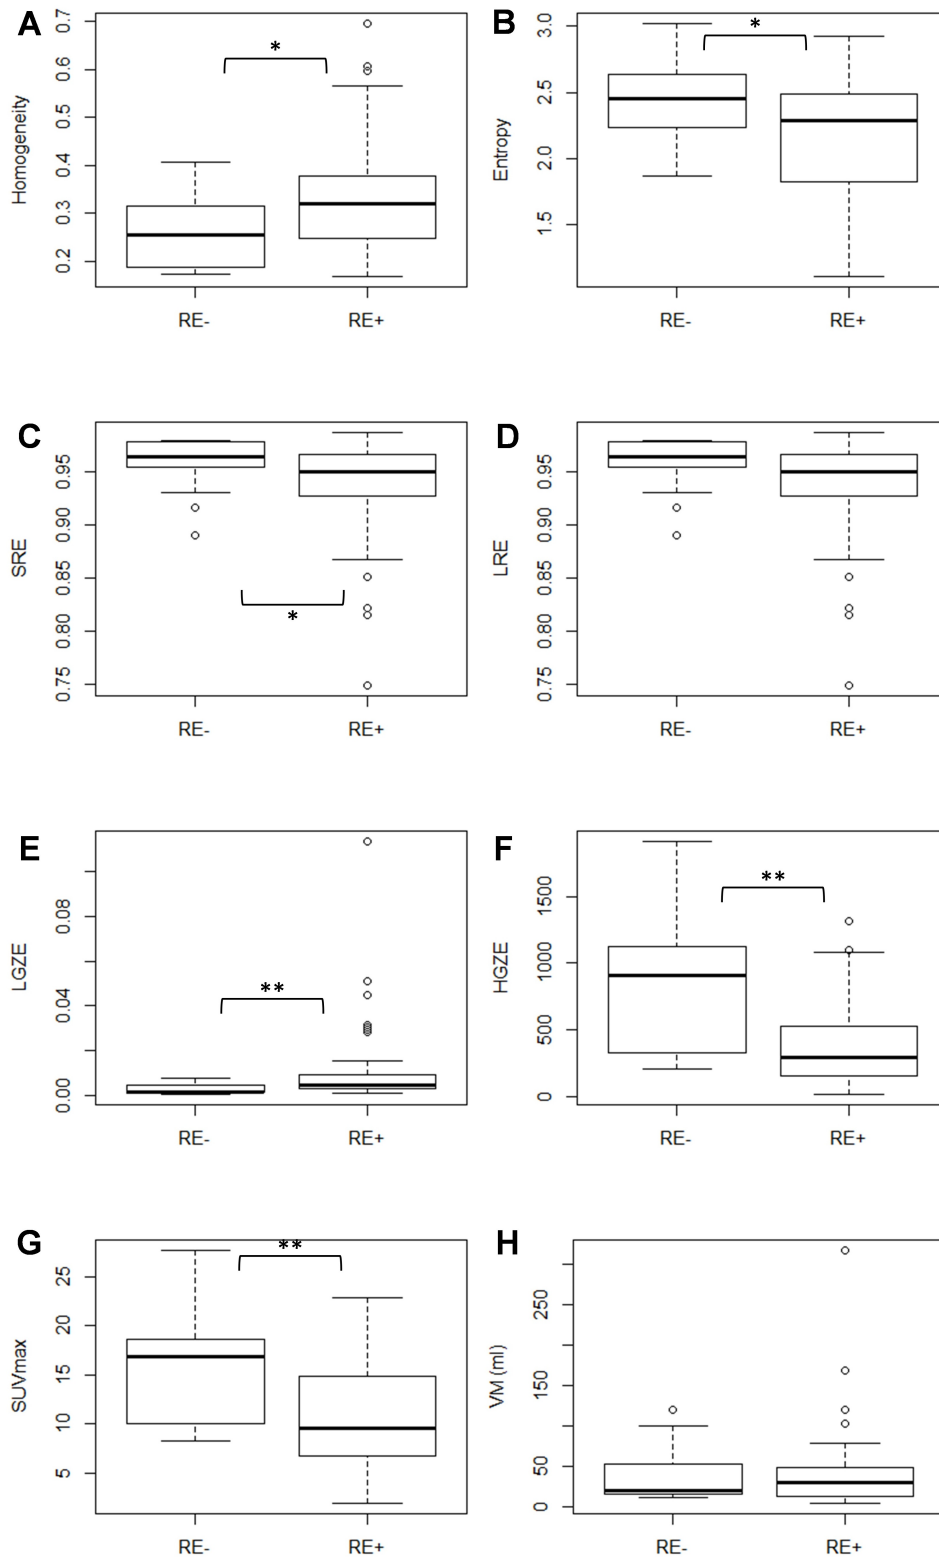 A
Homogeneity
0.7
0.6
0.5
0.4
0.3
0.2
*
RE-
RE+
B
Entropy
3.0
2.5
2.0
1.5
*
RE-
RE+
C
SRE
0.95
0.90
0.85
0.80
0.75
*
RE-
RE+
D
LRE
0.95
0.90
0.85
0.80
0.75
RE-
RE+
E
LGZE
0.08
0.04
0.00
**
RE-
RE+
F
HGZE
1500
1000
500
0
**
RE-
RE+
G
SUVmax
25
20
15
10
5
**
RE-
RE+
H
VM (ml)
250
150
50
0
RE-
RE+